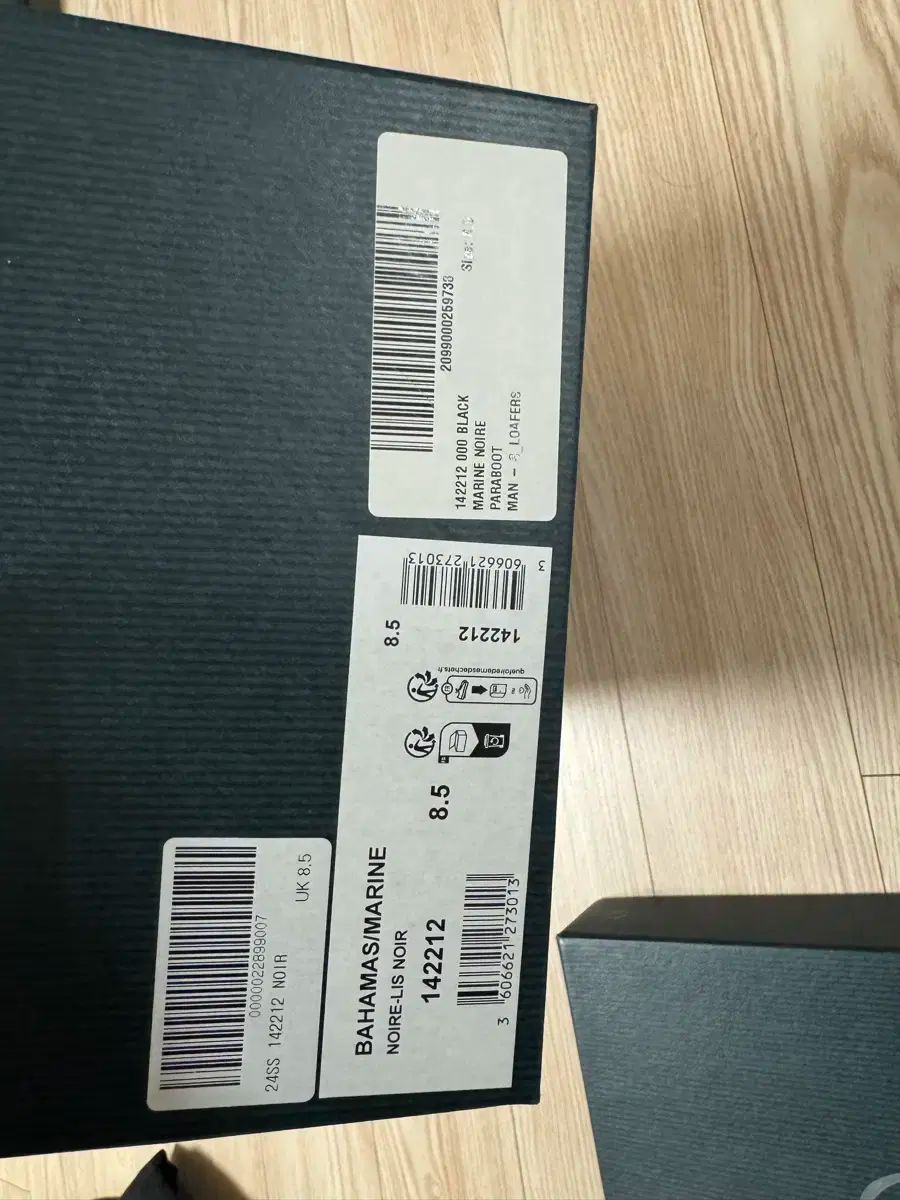 2099000259733
142212 000 BLACK
MARINE NOIRE
PARABOOT
LOAFERS
MAN -
Size:
3 606621 273013
142212
8.5
quefairedemesdechets.fr
8.5
BAHAMAS/MARINE
NOIRE-LIS NOIR
142212
3 606621 273013
UK 8.5
0000022899007
24SS 142212 NOIR